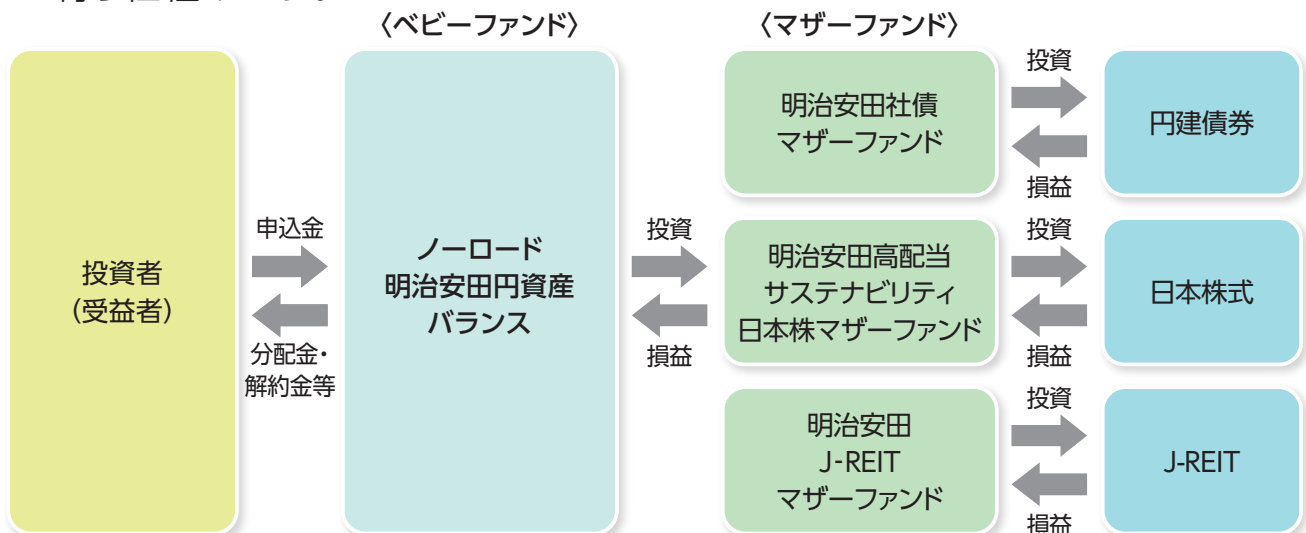 〈ベビーファンド〉
〈マザーファンド〉
投資者
(受益者)
申込金
分配金・
解約金等
ノーロード
明治安田円資産
バランス
投資
損益
明治安田社債
マザーファンド
投資
損益
円建債券
明治安田高配当
サステナビリティ
日本株マザーファンド
投資
損益
日本株式
明治安田
J-REIT
マザーファンド
投資
損益
J-REIT